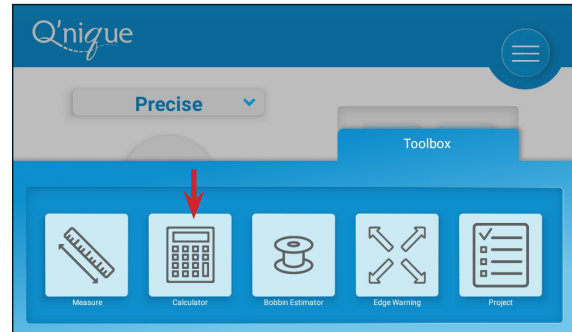 Q'nique
Precise
Toolbox
Measure
Calculator
Bobbin Estimator
Edge Warning
Project